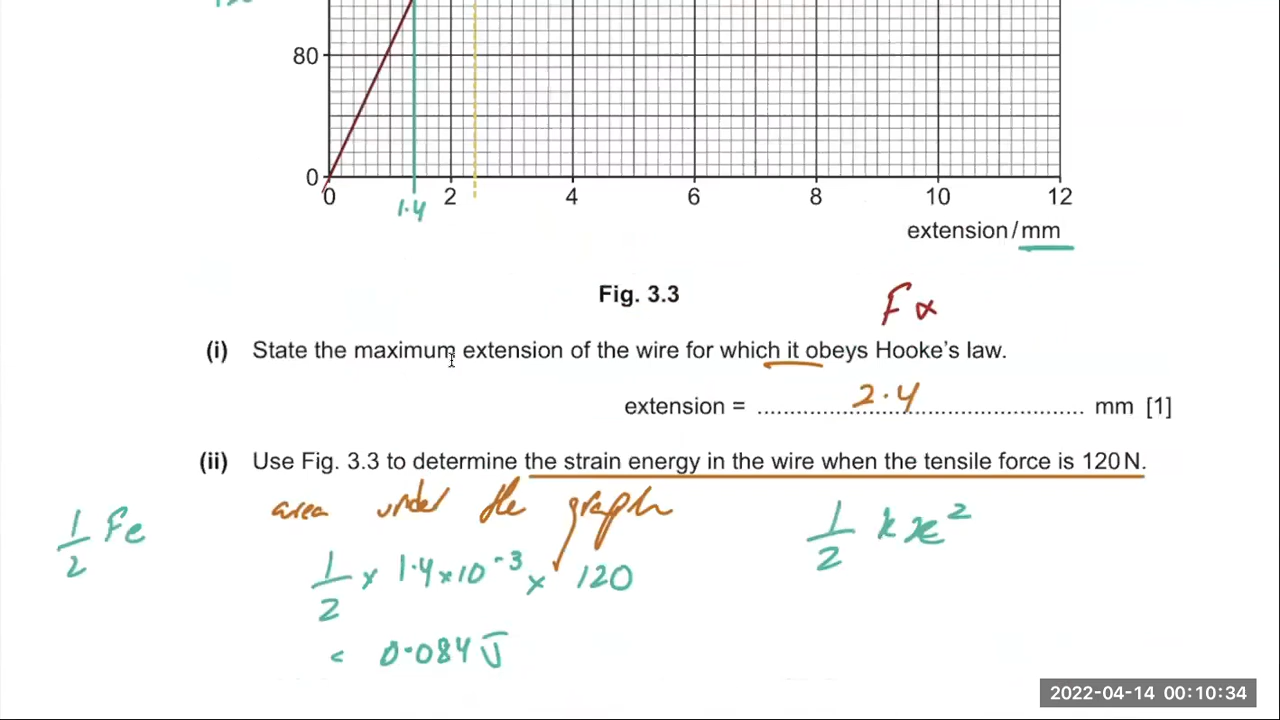 80
0
0 2 4 6 8 10 12
1.4
extension / mm
Fig. 3.3
F ∝
(i) State the maximum extension of the wire for which it obeys Hooke's law.
extension = ................ 2.4 ................ mm [1]
(ii) Use Fig. 3.3 to determine the strain energy in the wire when the tensile force is 120 N.
area under the graph
1/2 Fe
1/2 kx²
1/2 × 1.4×10⁻³ × 120
= 0.084 J
2022-04-14 00:10:34